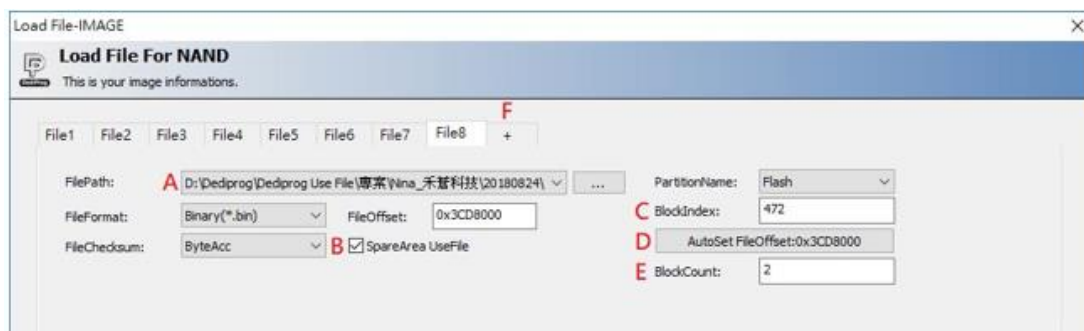 Load File-IMAGE
Load File For NAND
This is your image informations.
F
File1 File2 File3 File4 File5 File6 File7 File8 +
FilePath: A D:\Dediprog\Dediprog Use File\專案\Nina_禾蒼科技\20180824\ ... PartitionName: Flash
FileFormat: Binary(*.bin) FileOffset: 0x3CD8000 C BlockIndex: 472
FileChecksum: ByteAcc B SpareArea UseFile D AutoSet FileOffset:0x3CD8000
E BlockCount: 2